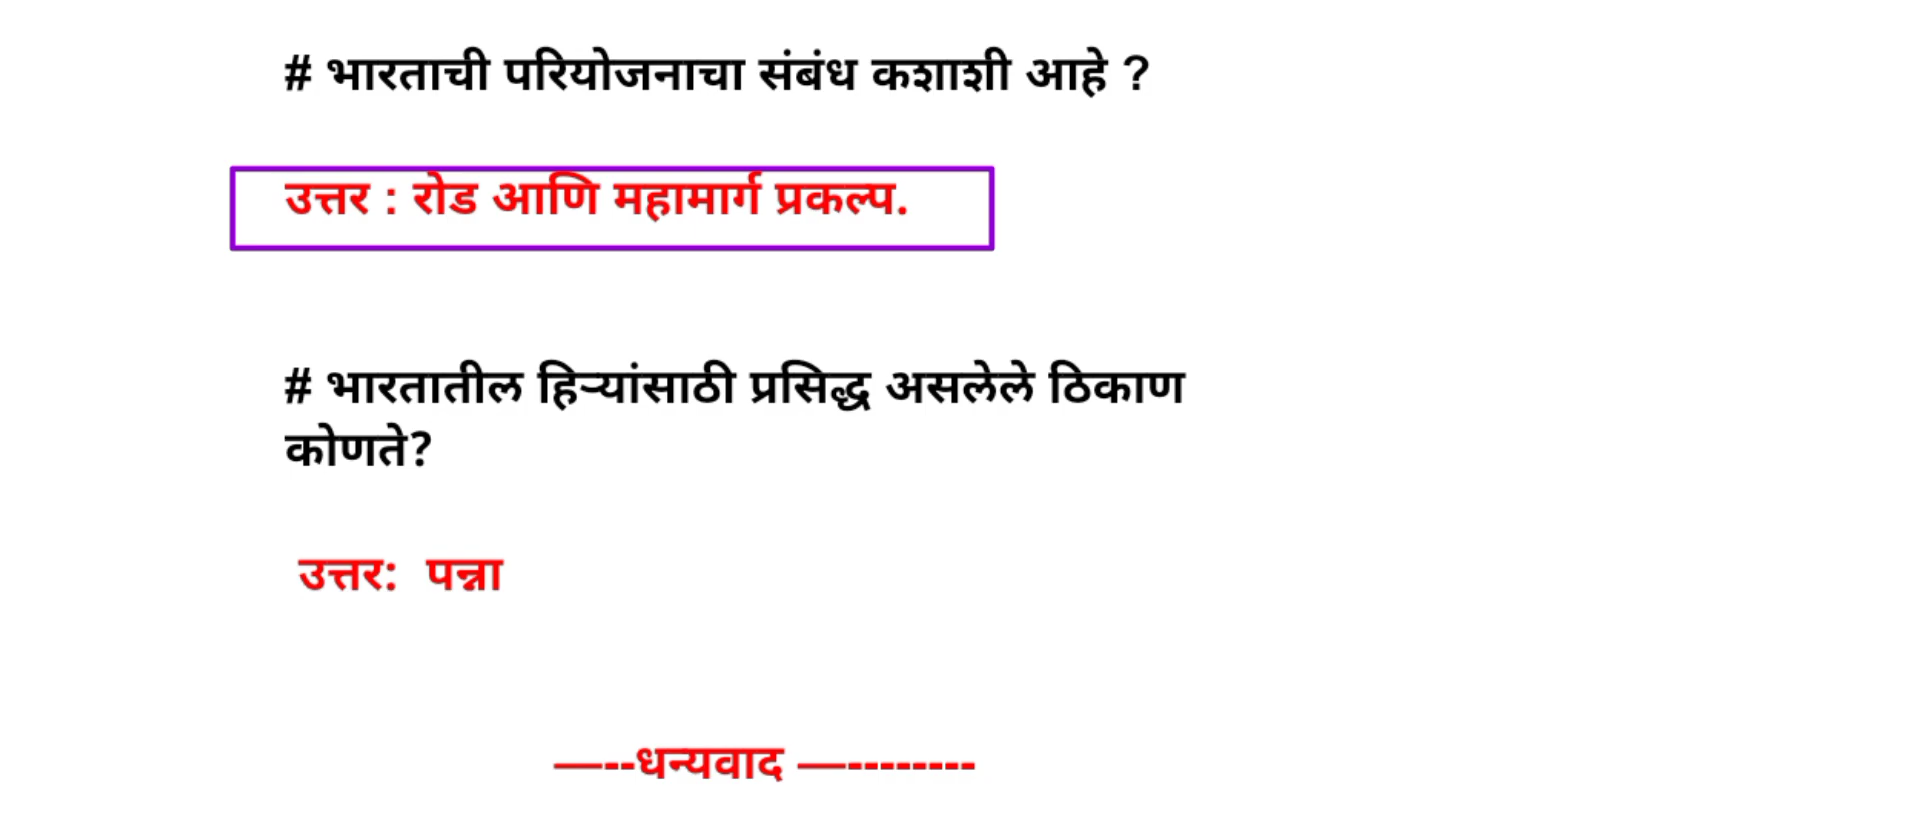 # भारताची परियोजनाचा संबंध कशाशी आहे ?
उत्तर : रोड आणि महामार्ग प्रकल्प.
# भारतातील हिऱ्यांसाठी प्रसिद्ध असलेले ठिकाण
कोणते?
उत्तर: पन्ना
—--धन्यवाद —--------